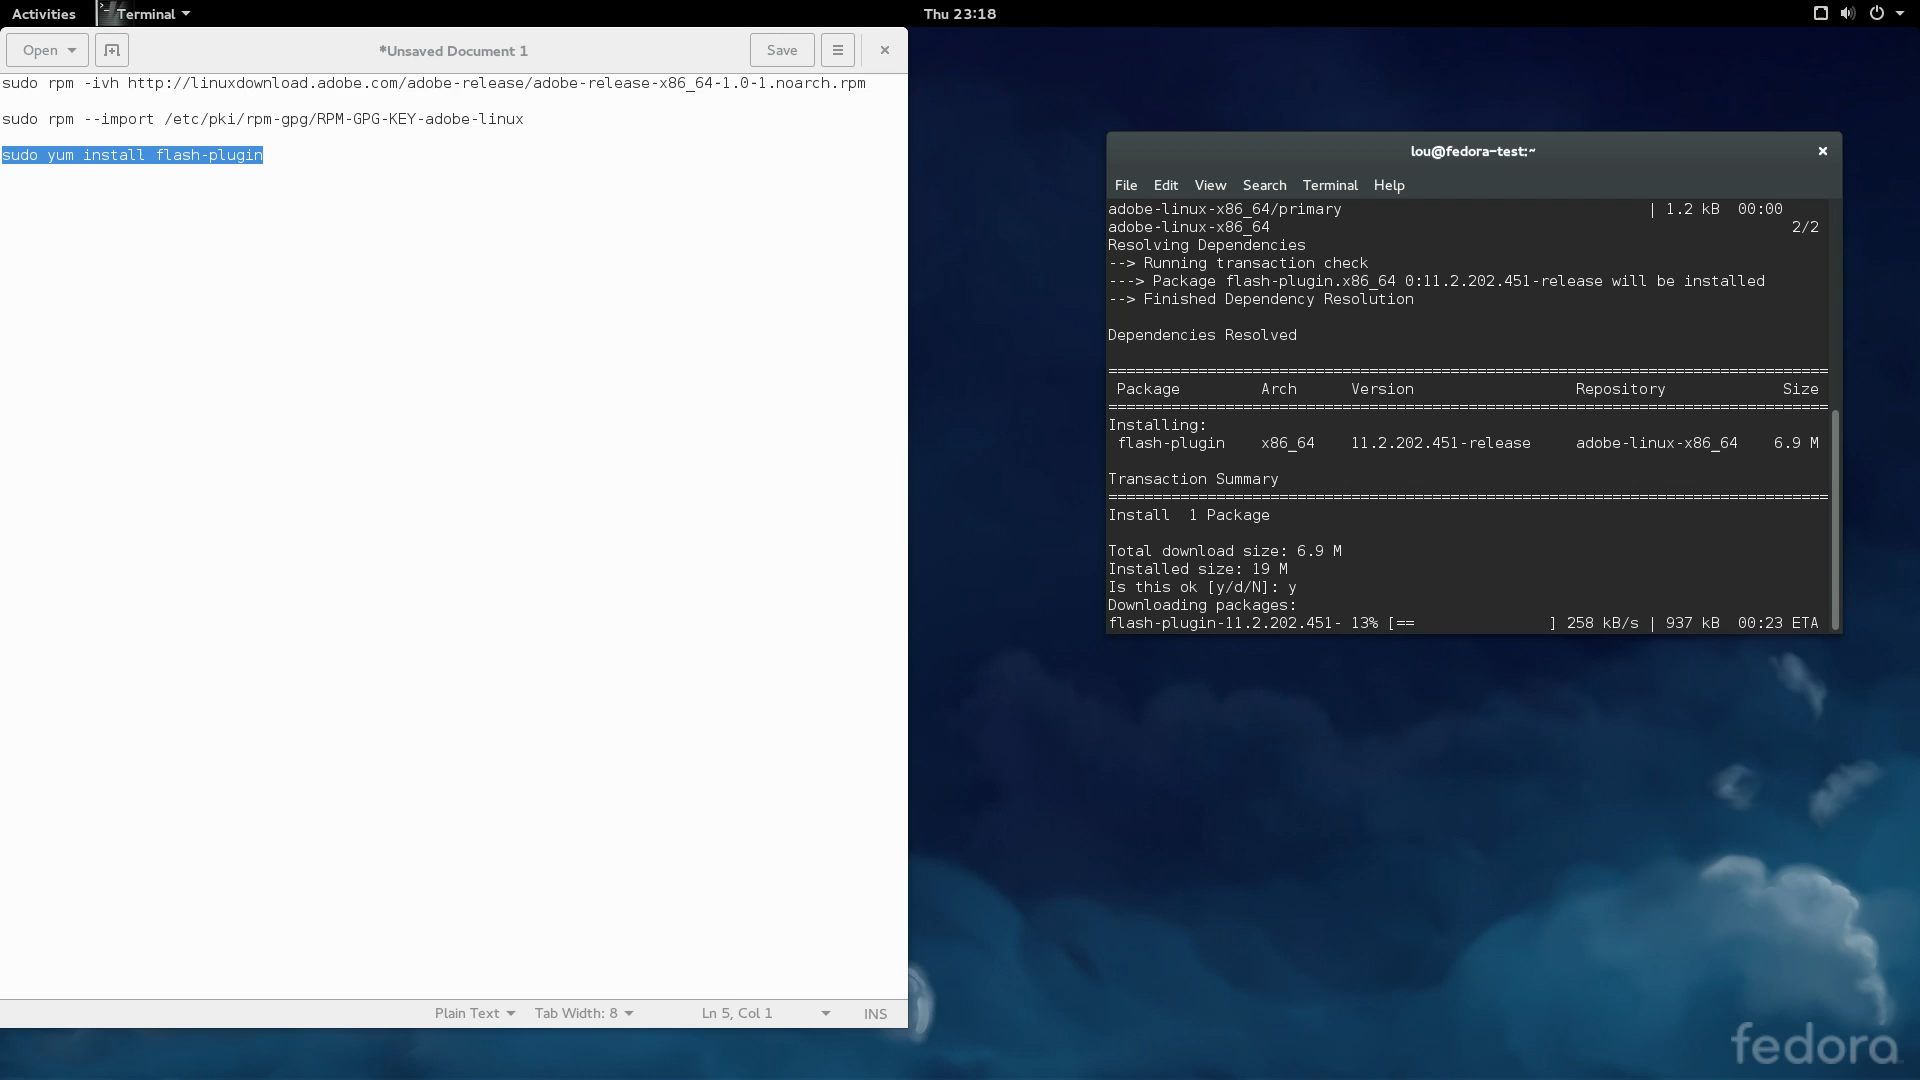 Activities Terminal Thu 23:18
Open *Unsaved Document 1 Save
sudo rpm -ivh http://linuxdownload.adobe.com/adobe-release/adobe-release-x86_64-1.0-1.noarch.rpm
sudo rpm --import /etc/pki/rpm-gpg/RPM-GPG-KEY-adobe-linux
sudo yum install flash-plugin
Plain Text Tab Width: 8 Ln 5, Col 1 INS
lou@fedora-test:~
File Edit View Search Terminal Help
adobe-linux-x86_64/primary | 1.2 kB 00:00
adobe-linux-x86_64 2/2
Resolving Dependencies
--> Running transaction check
---> Package flash-plugin.x86_64 0:11.2.202.451-release will be installed
--> Finished Dependency Resolution
Dependencies Resolved
================================================================================
Package Arch Version Repository Size
================================================================================
Installing:
flash-plugin x86_64 11.2.202.451-release adobe-linux-x86_64 6.9 M
Transaction Summary
================================================================================
Install 1 Package
Total download size: 6.9 M
Installed size: 19 M
Is this ok [y/d/N]: y
Downloading packages:
flash-plugin-11.2.202.451- 13% [== ] 258 kB/s | 937 kB 00:23 ETA
fedora